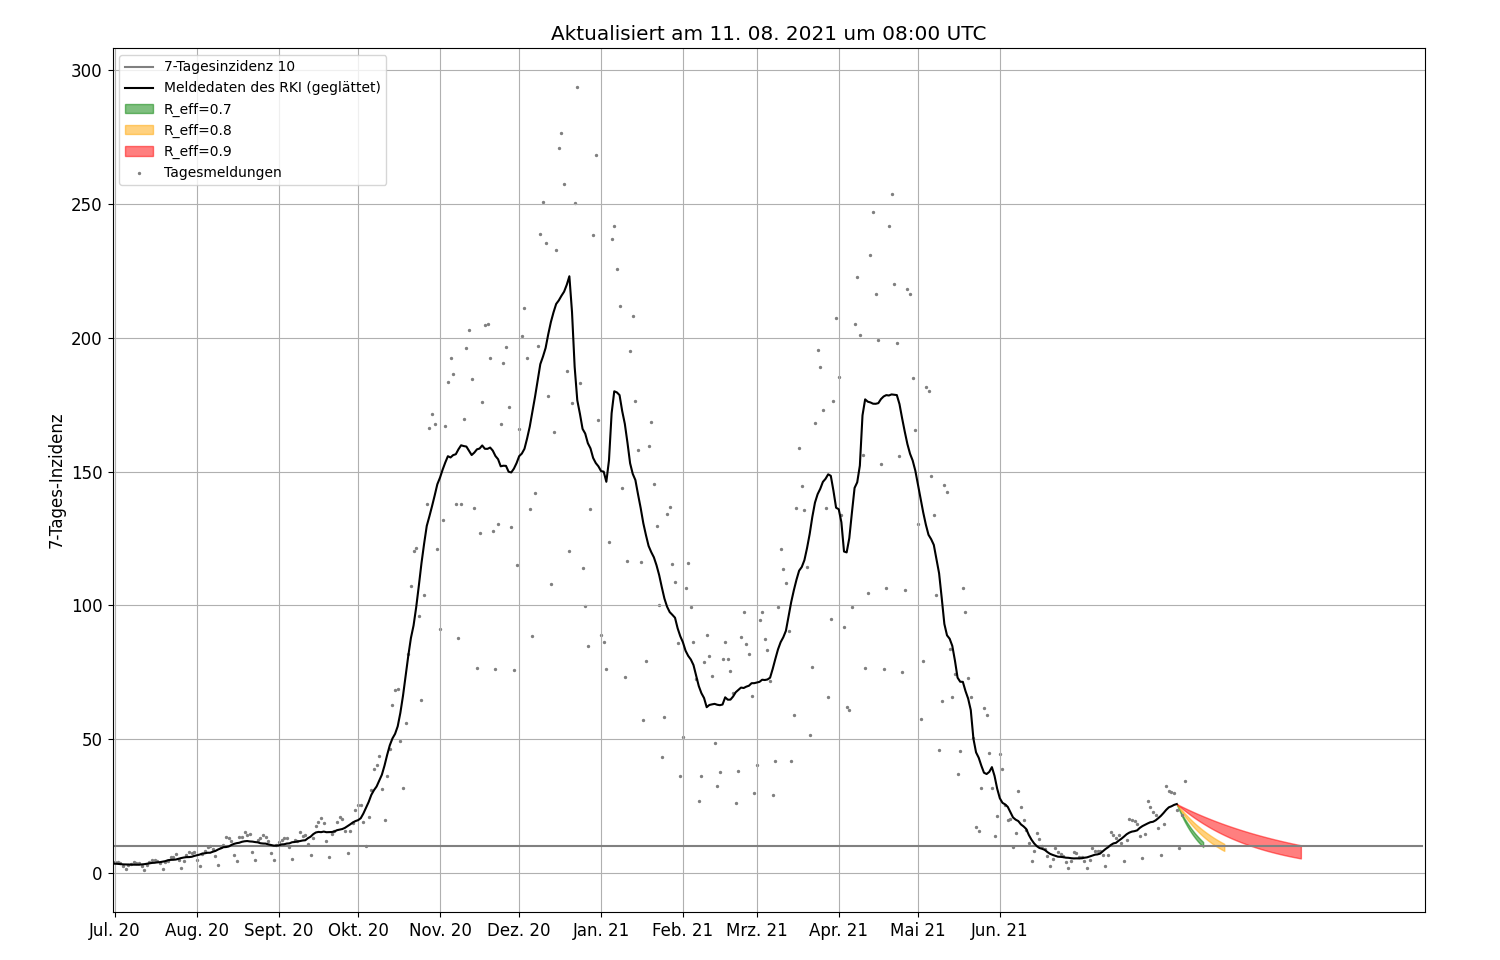 Aktualisiert am 11. 08. 2021 um 08:00 UTC
7-Tagesinzidenz 10
Meldedaten des RKI (geglättet)
R_eff=0.7
R_eff=0.8
R_eff=0.9
Tagesmeldungen
7-Tages-Inzidenz
300
250
200
150
100
50
0
Jul. 20 Aug. 20 Sept. 20 Okt. 20 Nov. 20 Dez. 20 Jan. 21 Feb. 21 Mrz. 21 Apr. 21 Mai 21 Jun. 21